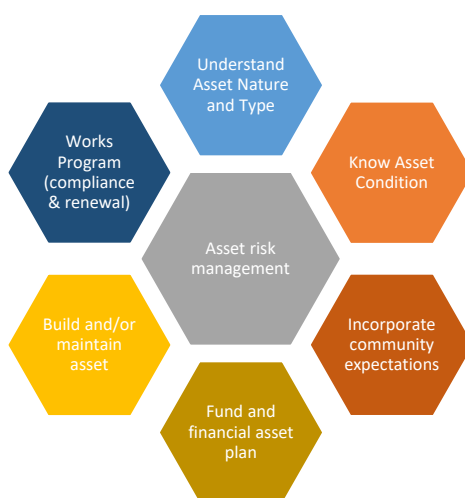 Understand
Asset Nature
and Type
Works
Program
(compliance
& renewal)
Know Asset
Condition
Asset risk
management
Build and/or
maintain
asset
Incorporate
community
expectations
Fund and
financial asset
plan